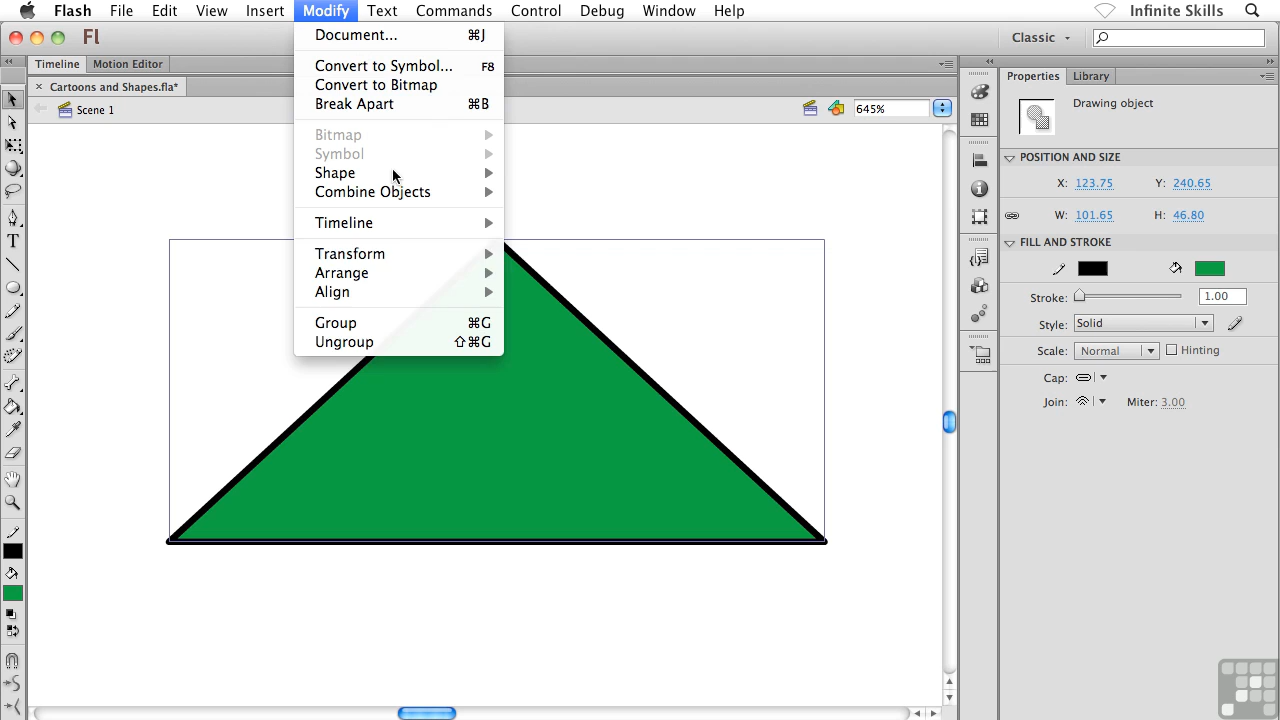 Flash File Edit View Insert Modify Text Commands Control Debug Window Help Infinite Skills
Fl Classic
Timeline Motion Editor
Cartoons and Shapes.fla*
Scene 1
645%
Document... ⌘J
Convert to Symbol... F8
Convert to Bitmap
Break Apart ⌘B
Bitmap
Symbol
Shape
Combine Objects
Timeline
Transform
Arrange
Align
Group ⌘G
Ungroup ⇧⌘G
Properties Library
Drawing object
POSITION AND SIZE
X: 123.75 Y: 240.65
W: 101.65 H: 46.80
FILL AND STROKE
Stroke: 1.00
Style: Solid
Scale: Normal Hinting
Cap:
Join: Miter: 3.00